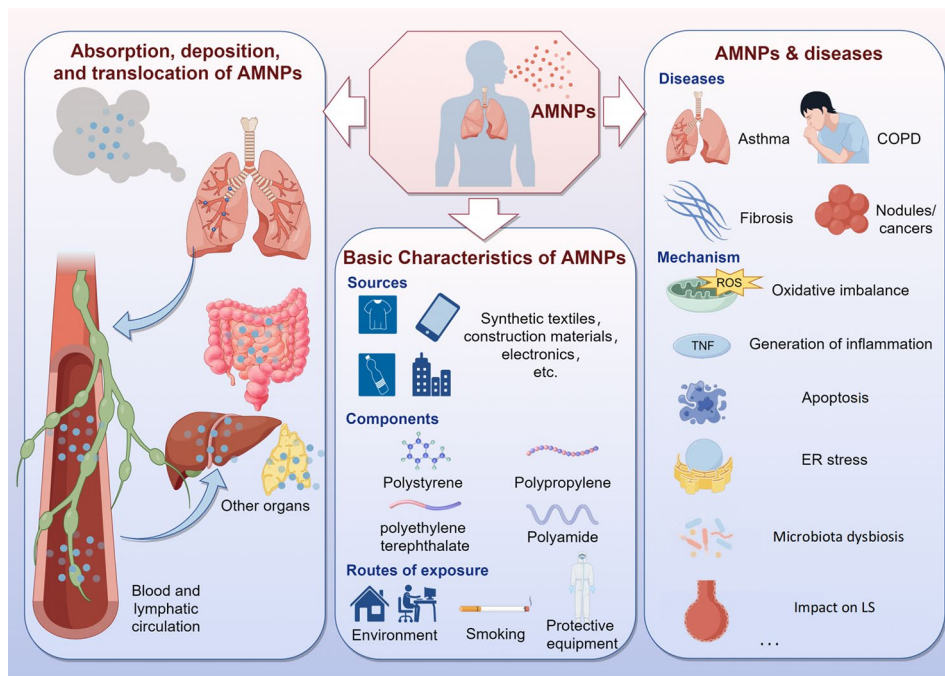 Absorption, deposition,
and translocation of AMNPs
Other organs
Blood and
lymphatic
circulation
AMNPs
Basic Characteristics of AMNPs
Sources
Synthetic textiles,
construction materials,
electronics,
etc.
Components
Polystyrene
Polypropylene
polyethylene
terephthalate
Polyamide
Routes of exposure
Environment
Smoking
Protective
equipment
AMNPs & diseases
Diseases
Asthma
COPD
Fibrosis
Nodules/
cancers
Mechanism
ROS
Oxidative imbalance
TNF
Generation of inflammation
Apoptosis
ER stress
Microbiota dysbiosis
Impact on LS
...